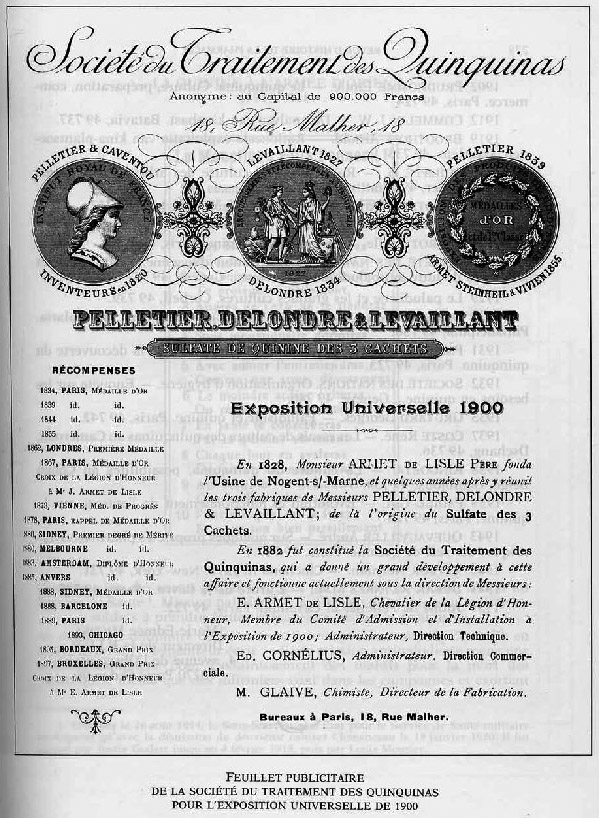 Société du Traitement des Quinquinas
Anonyme: au Capital de 900.000 Francs
18, Rue Malher, 18
PELLETIER & CAVENTOU
INSTITUT ROYAL DE FRANCE
INVENTEURS en 1820
LEVAILLANT 1827
1827
DELONDRE 1834
PELLETIER 1839
MÉDAILLES
D'OR
ARMET STEINHEIL & VIVIEN 1855
PELLETIER, DELONDRE & LEVAILLANT
SULFATE DE QUININE DES 3 CACHETS
RÉCOMPENSES
1834, PARIS, MÉDAILLE D'OR
1839 id. id.
1844 id. id.
1855 id. id.
1862, LONDRES, PREMIÈRE MÉDAILLE
1867, PARIS, MÉDAILLE D'OR
CROIX DE LA LÉGION D'HONNEUR
À Mr J. ARMET DE LISLE
1873, VIENNE, MÉD. DE PROGRÈS
1878, PARIS, RAPPEL DE MÉDAILLE D'OR
SIDNEY, PREMIER DEGRÉ DE MÉRITE
MELBOURNE id. id.
1883, AMSTERDAM, DIPLÔME D'HONNEUR
1885, ANVERS id. id.
1888, SIDNEY, MÉDAILLE D'OR
1888, BARCELONE id.
1889, PARIS id.
1893, CHICAGO
BORDEAUX, GRAND PRIX
1897, BRUXELLES, GRAND PRIX
CROIX DE LA LÉGION D'HONNEUR
À Mr E. ARMET DE LISLE
Exposition Universelle 1900
En 1828, Monsieur ARMET DE LISLE PÈRE fonda
l'Usine de Nogent-s/-Marne, et quelques années après y réunit
les trois fabriques de Messieurs PELLETIER, DELONDRE
& LEVAILLANT; de là l'origine du Sulfate des 3
Cachets.
En 1882 fut constitué la Société du Traitement des
Quinquinas, qui a donné un grand développement à cette
affaire et fonctionne actuellement sous la direction de Messieurs:
E. ARMET DE LISLE, Chevalier de la Légion d'Hon-
neur, Membre du Comité d'Admission et d'Installation à
l'Exposition de 1900; Administrateur, Direction Technique.
ED. CORNÉLIUS, Administrateur, Direction Commer-
ciale.
M. GLAIVE, Chimiste, Directeur de la Fabrication.
Bureaux à Paris, 18, Rue Malher.
FEUILLET PUBLICITAIRE
DE LA SOCIÉTÉ DU TRAITEMENT DES QUINQUINAS
POUR L'EXPOSITION UNIVERSELLE DE 1900